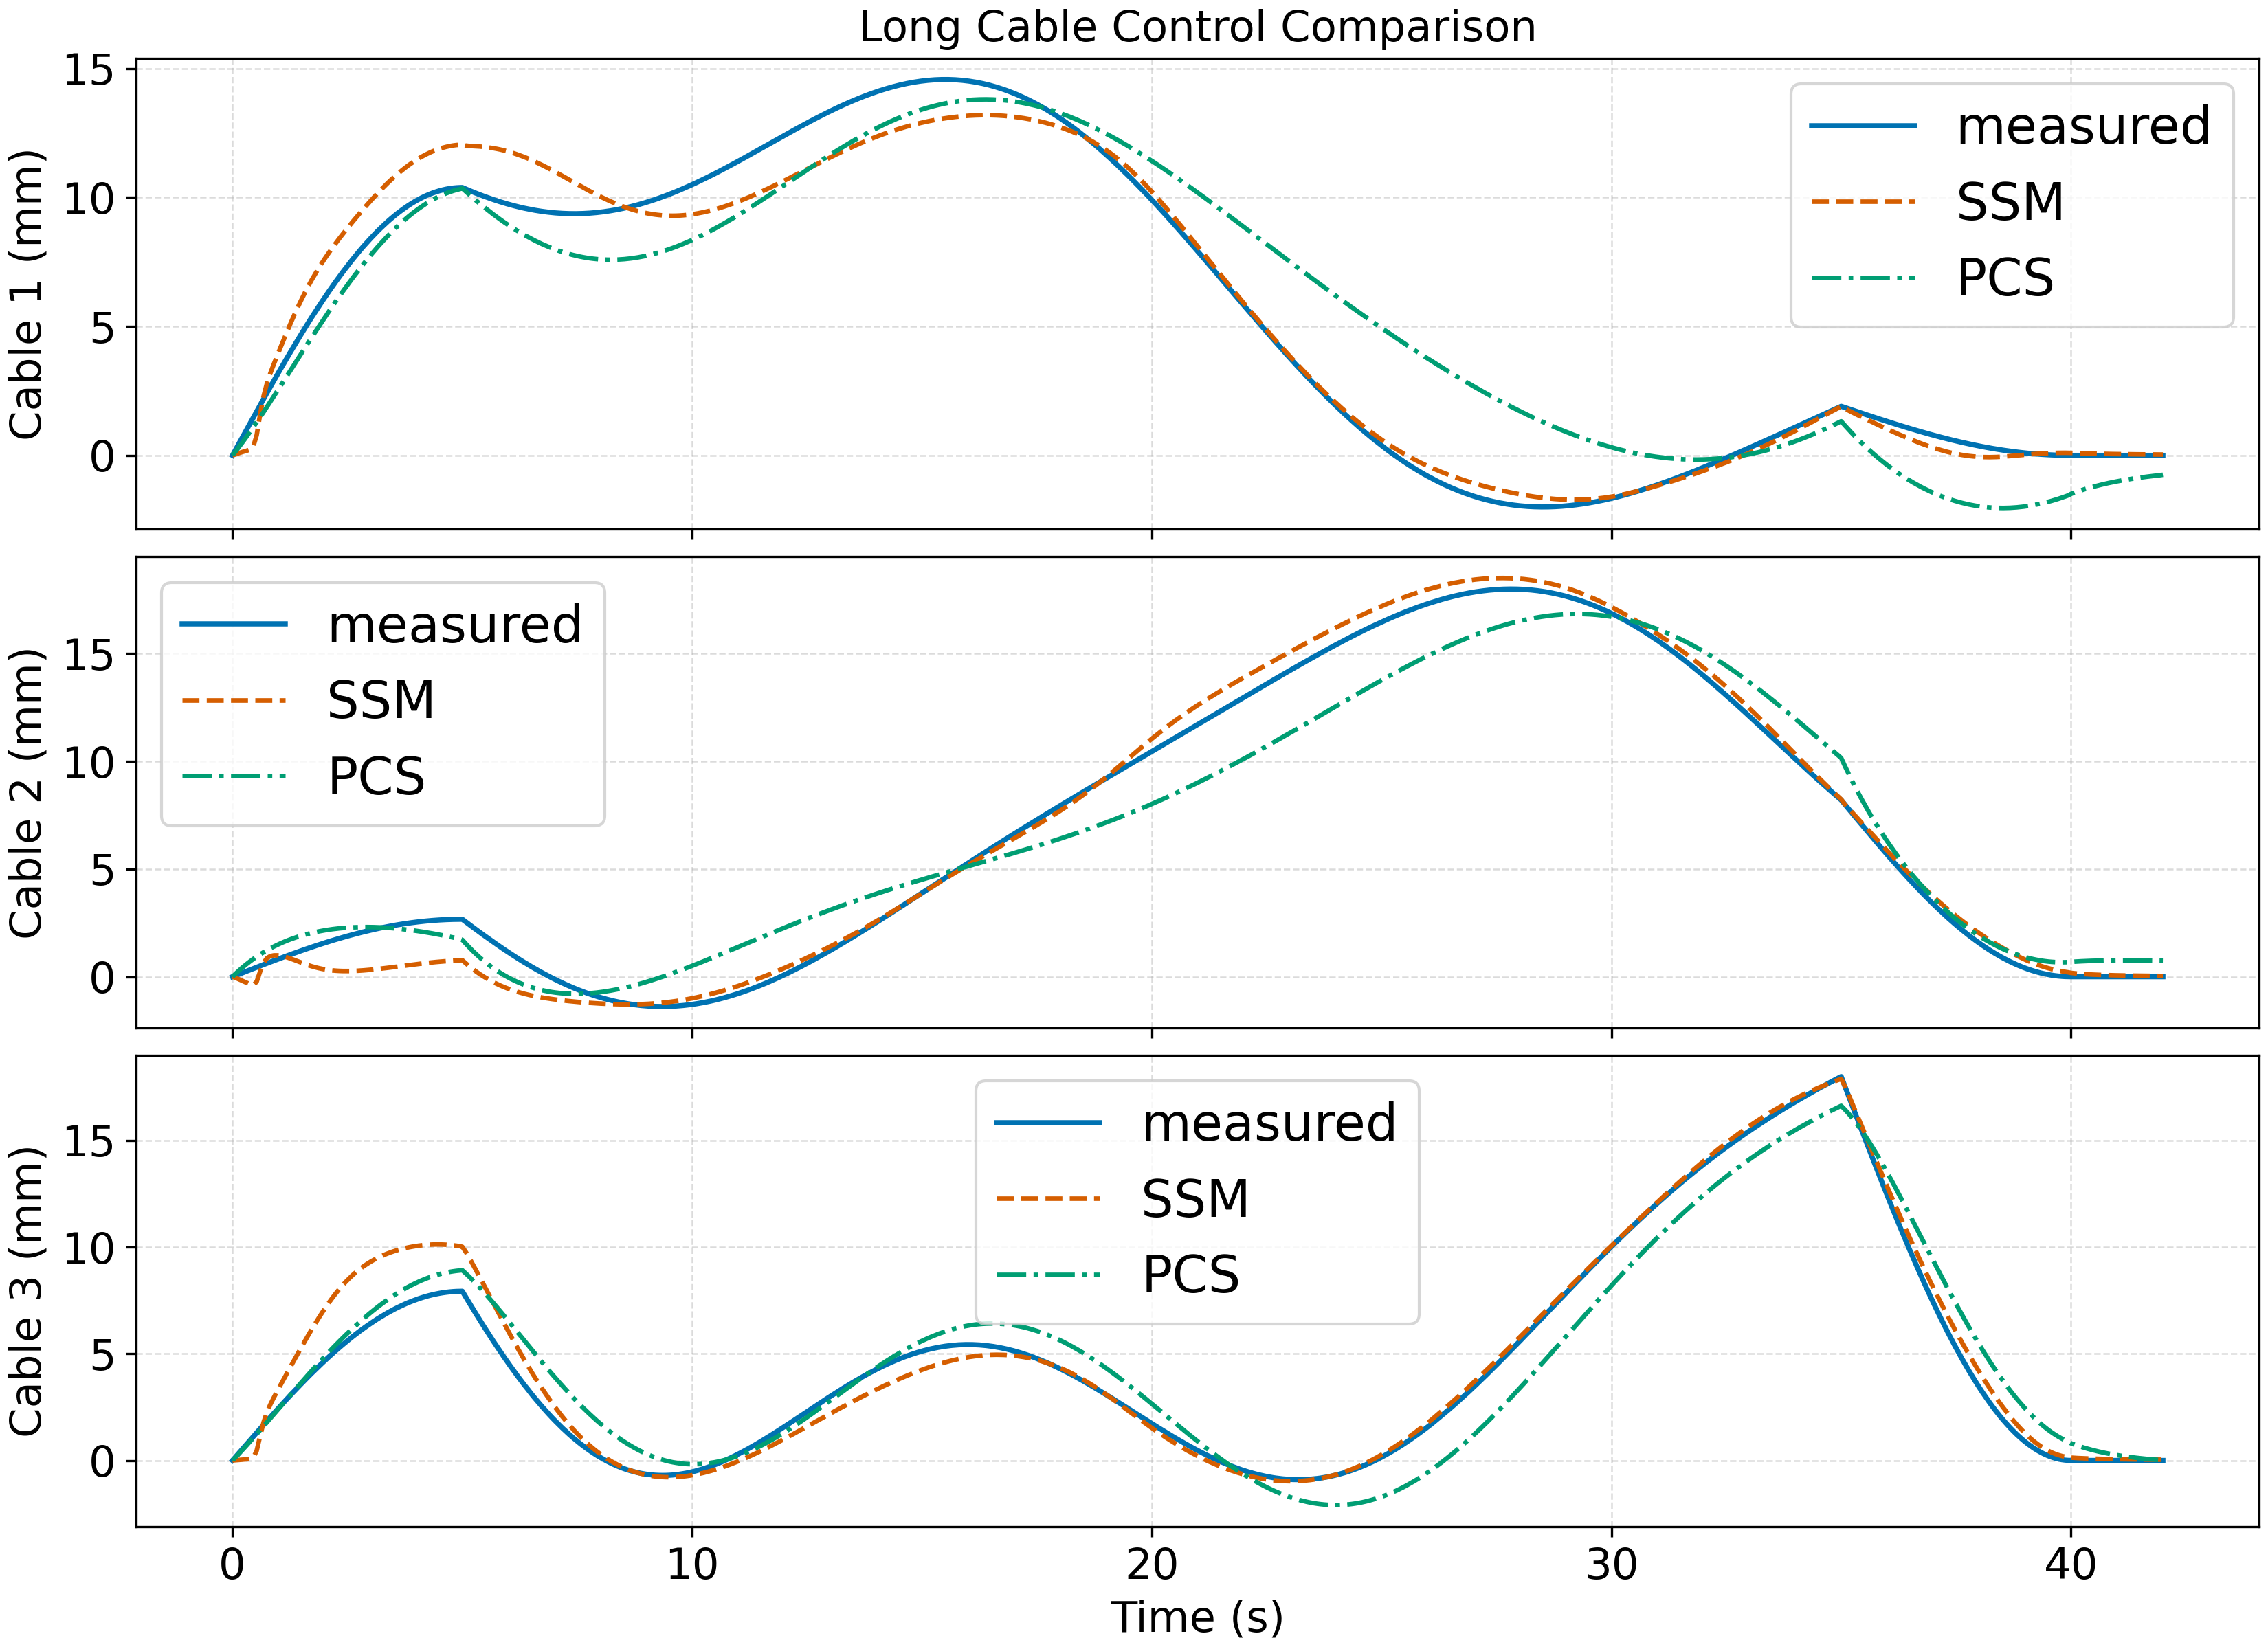 Long Cable Control Comparison
Cable 1 (mm)
15
10
5
0
measured
SSM
PCS
Cable 2 (mm)
15
10
5
0
measured
SSM
PCS
Cable 3 (mm)
15
10
5
0
measured
SSM
PCS
0 10 20 30 40
Time (s)